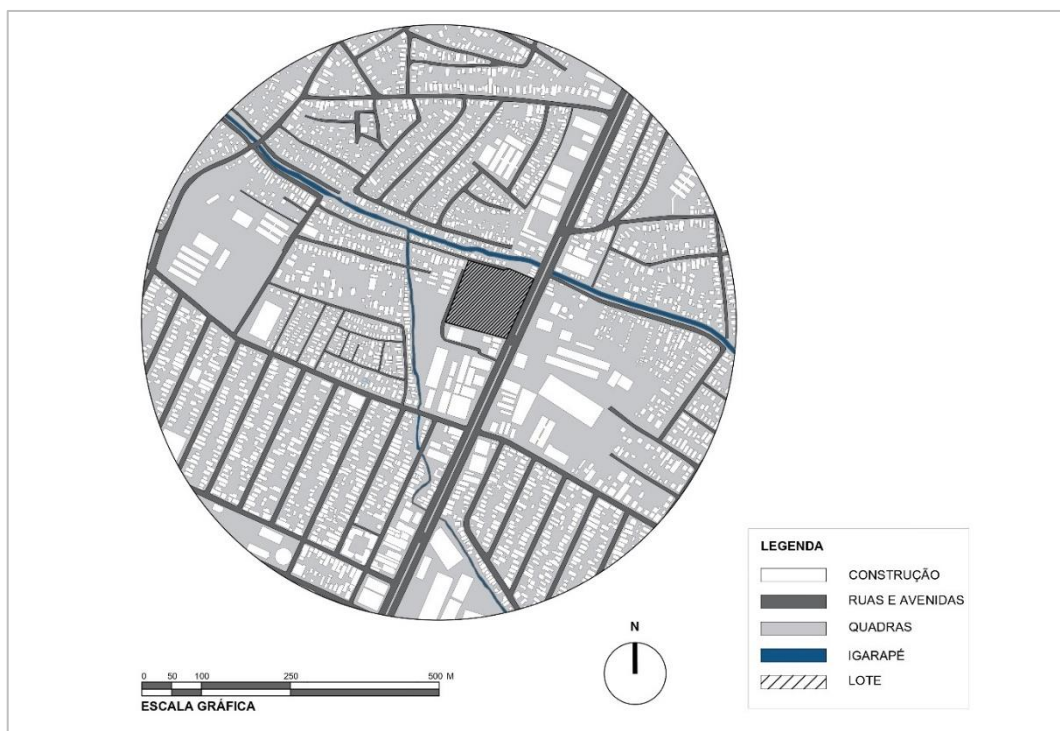 LEGENDA
CONSTRUÇÃO
RUAS E AVENIDAS
QUADRAS
IGARAPÉ
LOTE
N
0 50 100 250 500 M
ESCALA GRÁFICA